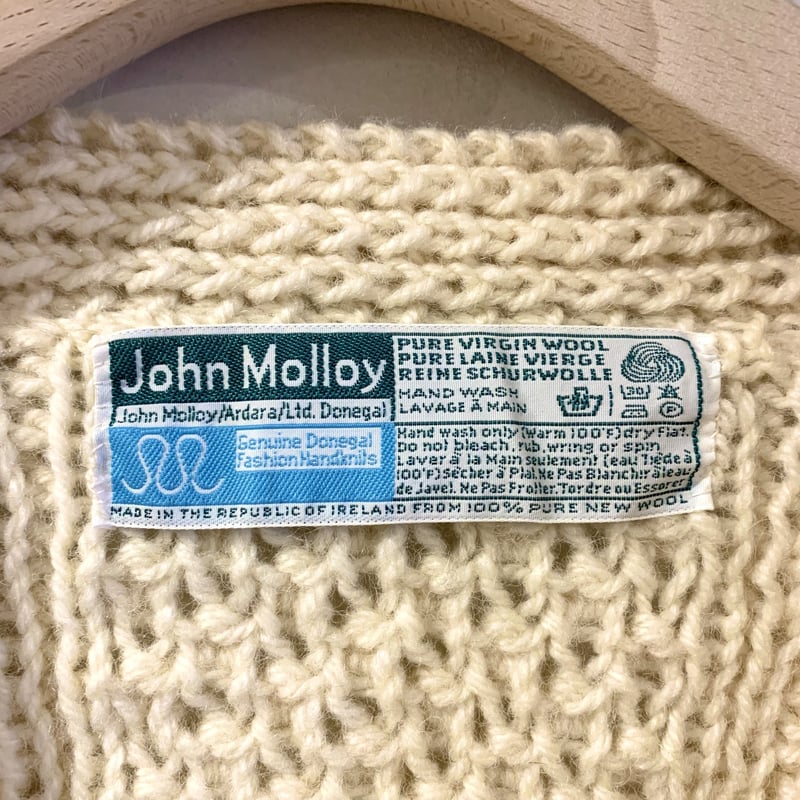 John Molloy
John Molloy/Ardara/Ltd. Donegal
Genuine Donegal
Fashion Handknits
PURE VIRGIN WOOL
PURE LAINE VIERGE
REINE SCHURWOLLE
HAND WASH
LAVAGE À MAIN
P
Hand wash only (warm 100°F) dry flat
Do not bleach, rub, wring or spin
Laver à la Main seulement (eau tiède à
100°F) Sécher à Plat. Ne Pas Blanchir à l'eau
de Javel. Ne Pas Frotter. Tordre ou Essorer
MADE IN THE REPUBLIC OF IRELAND FROM 100% PURE NEW WOOL